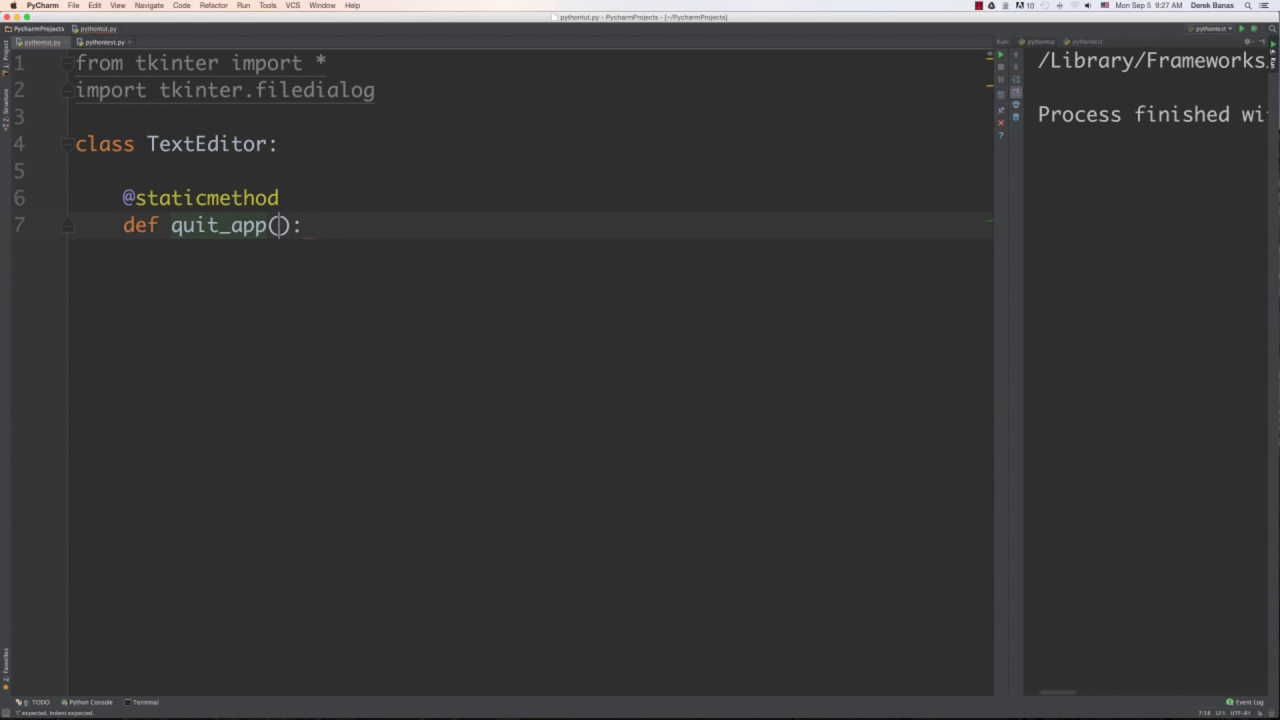 PyCharm File Edit View Navigate Code Refactor Run Tools VCS Window Help
10
Mon Sep 5 9:27 AM Derek Banas
pythontut.py - PycharmProjects - [~/PycharmProjects]
PycharmProjects pythontut.py
pythontest
pythontut.py pythontest.py
Run: pythontut pythontest
1 from tkinter import *
2 import tkinter.filedialog
3
4 class TextEditor:
5
6 @staticmethod
7 def quit_app():
/Library/Frameworks
Process finished wi
1: Project
7: Structure
2: Favorites
4: Run
6: TODO Python Console Terminal
Event Log
'(' expected. Indent expected.
7:18 LF‡ UTF-8‡